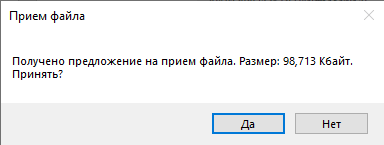 Прием файла
Получено предложение на прием файла. Размер: 98,713 Кбайт.
Принять?
Да
Нет